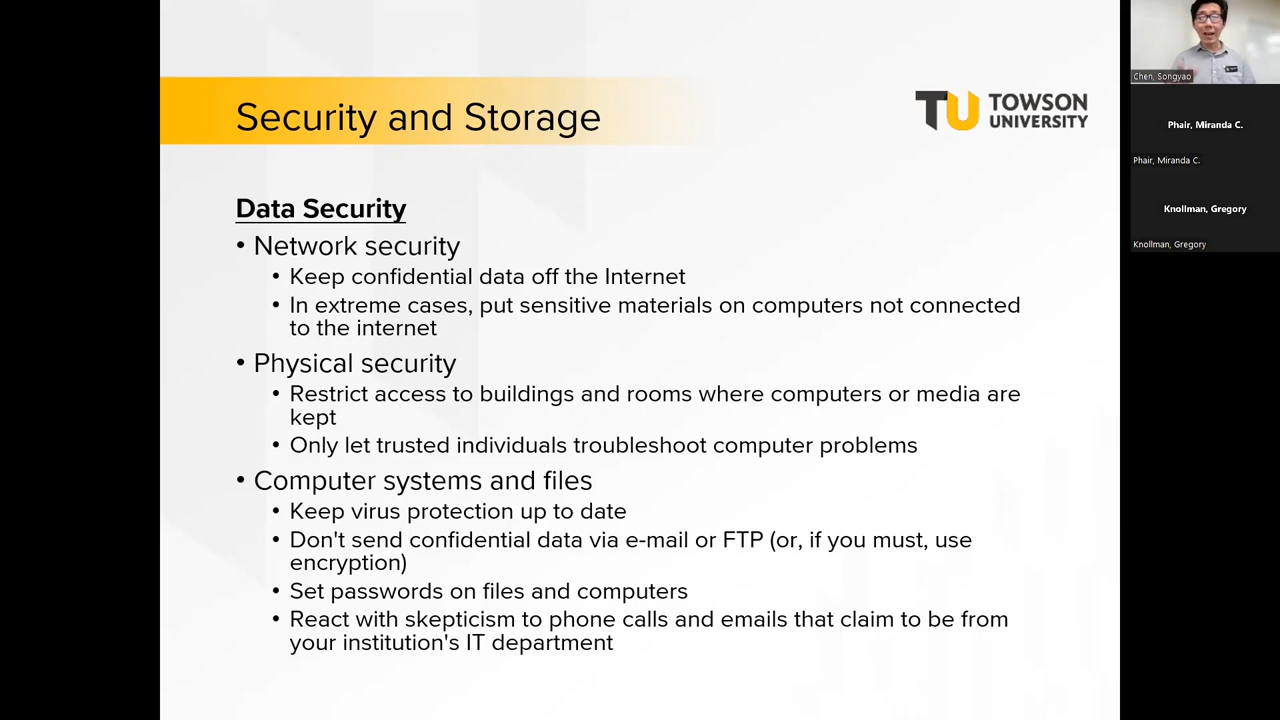 Security and Storage
TU TOWSON
UNIVERSITY
Data Security
• Network security
• Keep confidential data off the Internet
• In extreme cases, put sensitive materials on computers not connected
to the internet
• Physical security
• Restrict access to buildings and rooms where computers or media are
kept
• Only let trusted individuals troubleshoot computer problems
• Computer systems and files
• Keep virus protection up to date
• Don't send confidential data via e-mail or FTP (or, if you must, use
encryption)
• Set passwords on files and computers
• React with skepticism to phone calls and emails that claim to be from
your institution's IT department
Chen, Songyao
Phair, Miranda C.
Phair, Miranda C.
Knollman, Gregory
Knollman, Gregory